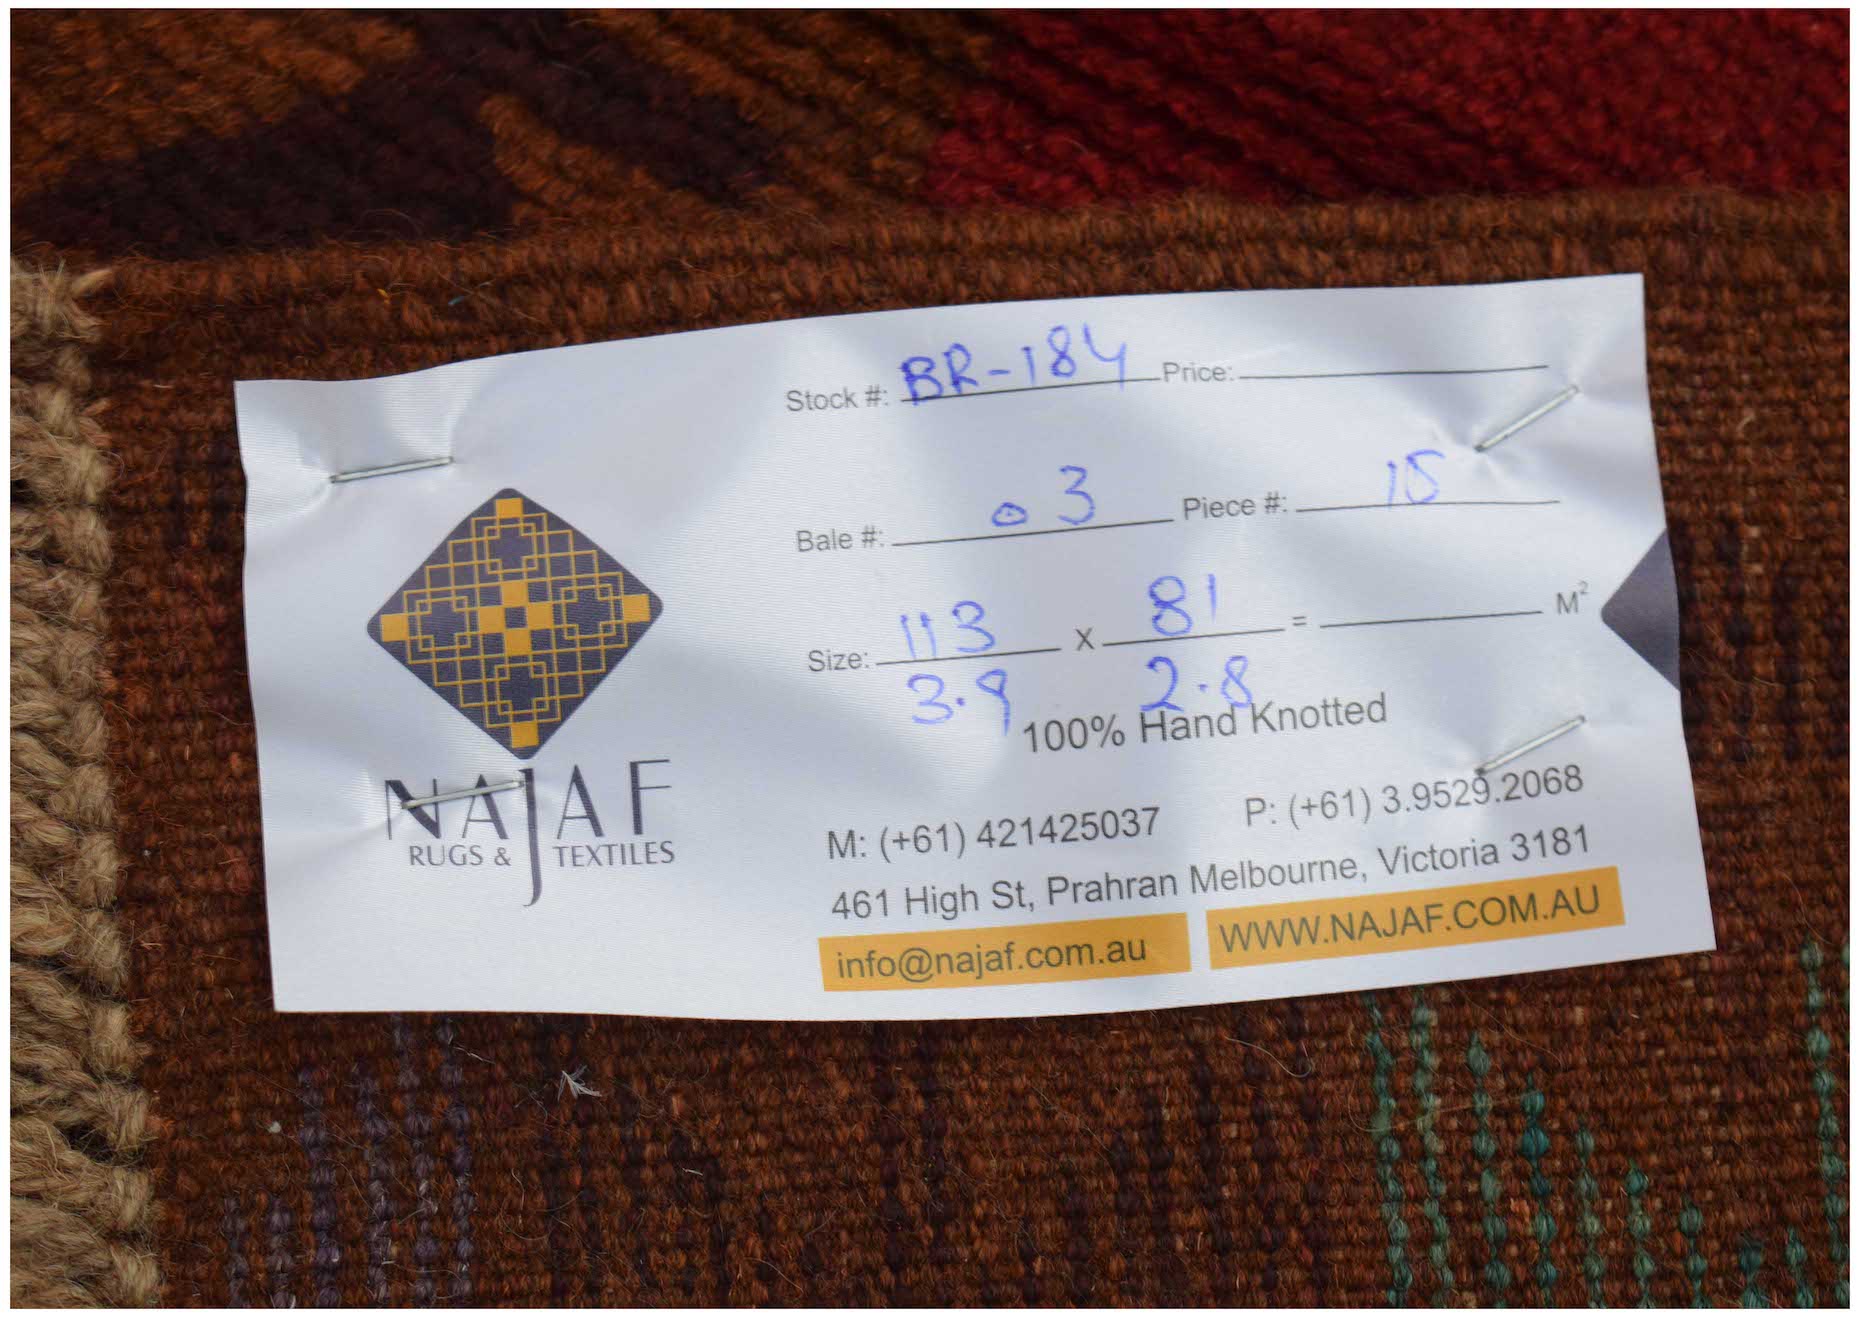 Stock #: BR-184 Price:
Bale #: 03 Piece #: 15
Size: 113 X 81 = M²
3.9 2.8
100% Hand Knotted
NAJAF
RUGS & TEXTILES
M: (+61) 421425037 P: (+61) 3.9529.2068
461 High St, Prahran Melbourne, Victoria 3181
info@najaf.com.au WWW.NAJAF.COM.AU